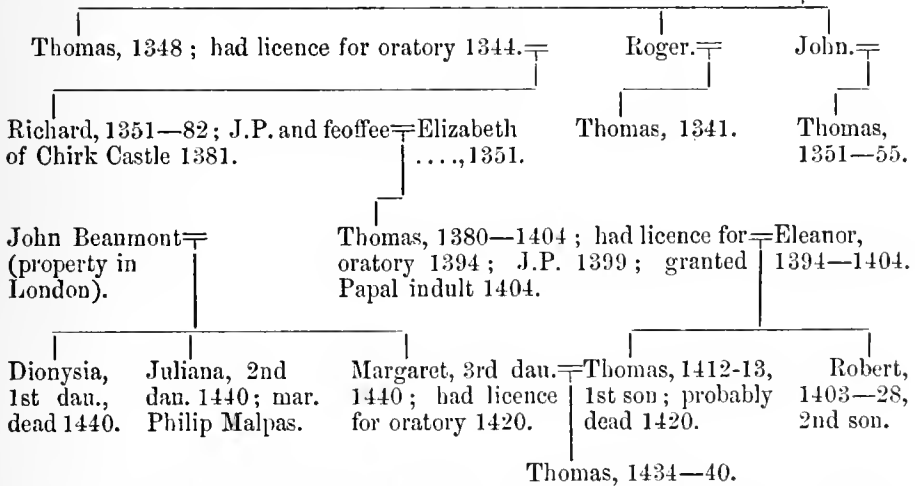 Thomas, 1348 ; had licence for oratory 1344.
Roger.
John.
Richard, 1351—82; J.P. and feoffee
of Chirk Castle 1381.
Elizabeth
...., 1351.
Thomas, 1341.
Thomas,
1351—55.
John Beaumont
(property in
London).
Thomas, 1380—1404 ; had licence for
oratory 1394 ; J.P. 1399 ; granted
Papal indult 1404.
Eleanor,
1394—1404.
Dionysia,
1st dau.,
dead 1440.
Juliana, 2nd
dau. 1440; mar.
Philip Malpas.
Margaret, 3rd dau.
1440 ; had licence
for oratory 1420.
Thomas, 1412-13,
1st son ; probably
dead 1420.
Robert,
1403—28,
2nd son.
Thomas, 1434—40.